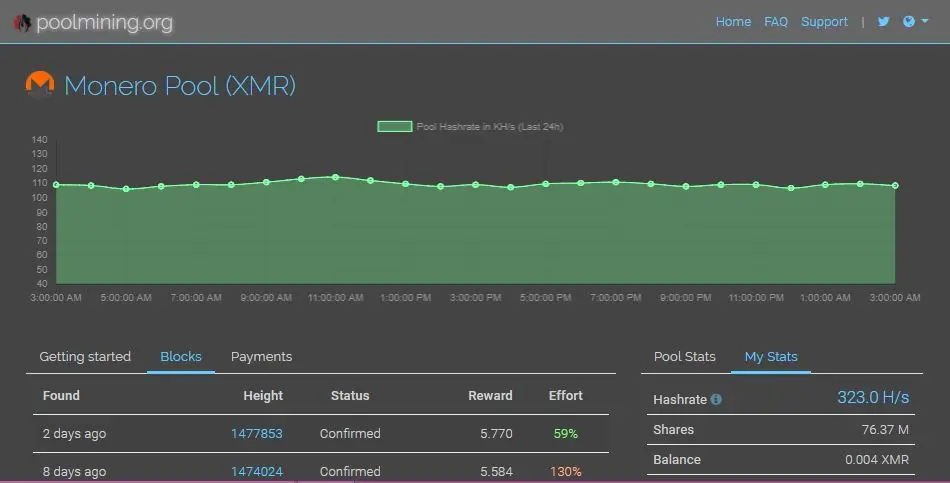 poolmining.org Home FAQ Support |
Monero Pool (XMR)
Pool Hashrate in KH/s (Last 24h)
140
130
120
110
100
90
80
70
60
50
40
3:00:00 AM 5:00:00 AM 7:00:00 AM 9:00:00 AM 11:00:00 AM 1:00:00 PM 3:00:00 PM 5:00:00 PM 7:00:00 PM 9:00:00 PM 11:00:00 PM 1:00:00 AM 3:00:00 AM
Getting started Blocks Payments
Found Height Status Reward Effort
2 days ago 1477853 Confirmed 5.770 59%
8 days ago 1474024 Confirmed 5.584 130%
Pool Stats My Stats
Hashrate 323.0 H/s
Shares 76.37 M
Balance 0.004 XMR